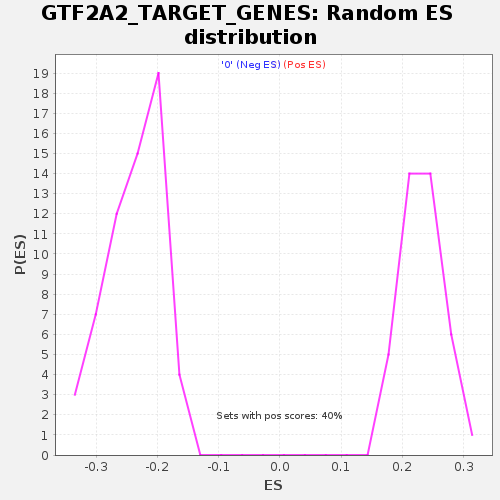 GTF2A2_TARGET_GENES: Random ES
distribution
'0' (Neg ES) (Pos ES)
19
18
17
16
15
14
13
12
11
10
9
8
7
6
5
4
3
2
1
0
P(ES)
Sets with pos scores: 40%
-0.3 -0.2 -0.1 0.0 0.1 0.2 0.3
ES